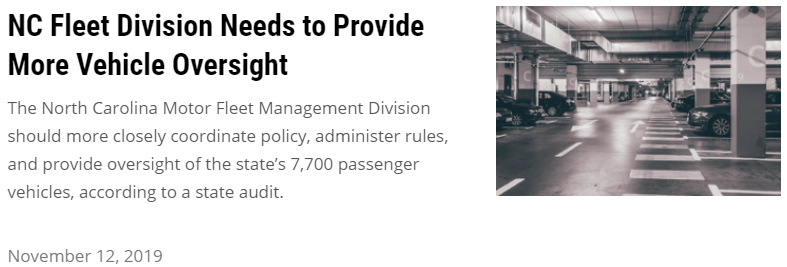 NC Fleet Division Needs to Provide
More Vehicle Oversight
The North Carolina Motor Fleet Management Division
should more closely coordinate policy, administer rules,
and provide oversight of the state’s 7,700 passenger
vehicles, according to a state audit.
November 12, 2019